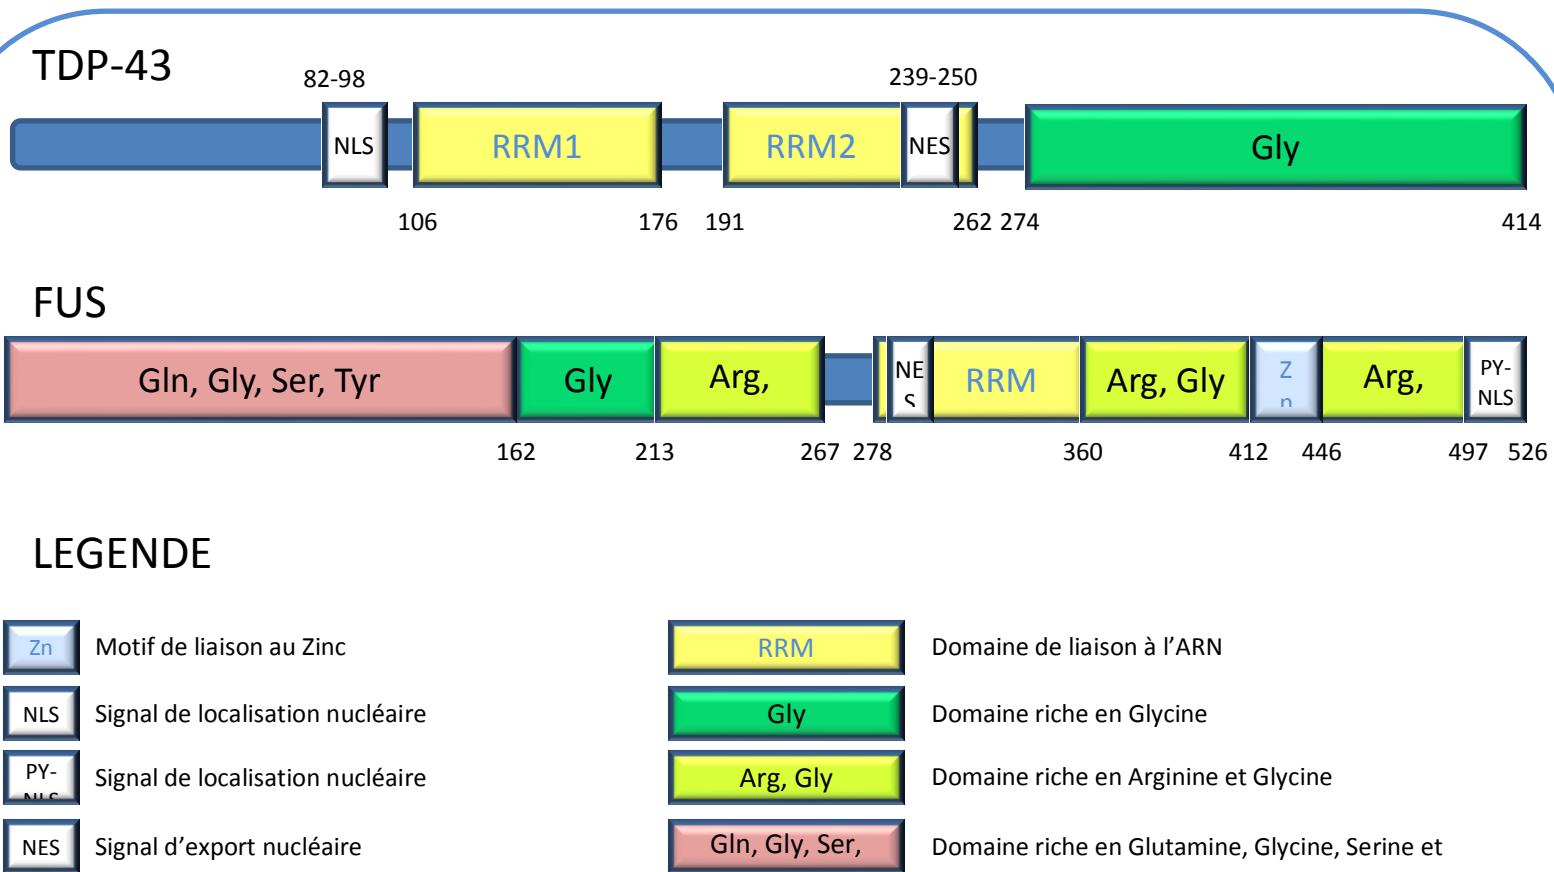 TDP-43
82-98 239-250
NLS RRM1 RRM2 NES Gly
106 176 191 262 274 414
FUS
Gln, Gly, Ser, Tyr Gly Arg, NE RRM Arg, Gly Z Arg, PY-
S n NLS
162 213 267 278 360 412 446 497 526
LEGENDE
Zn Motif de liaison au Zinc RRM Domaine de liaison à l’ARN
NLS Signal de localisation nucléaire Gly Domaine riche en Glycine
PY- Signal de localisation nucléaire Arg, Gly Domaine riche en Arginine et Glycine
NLS
NES Signal d’export nucléaire Gln, Gly, Ser, Domaine riche en Glutamine, Glycine, Serine et